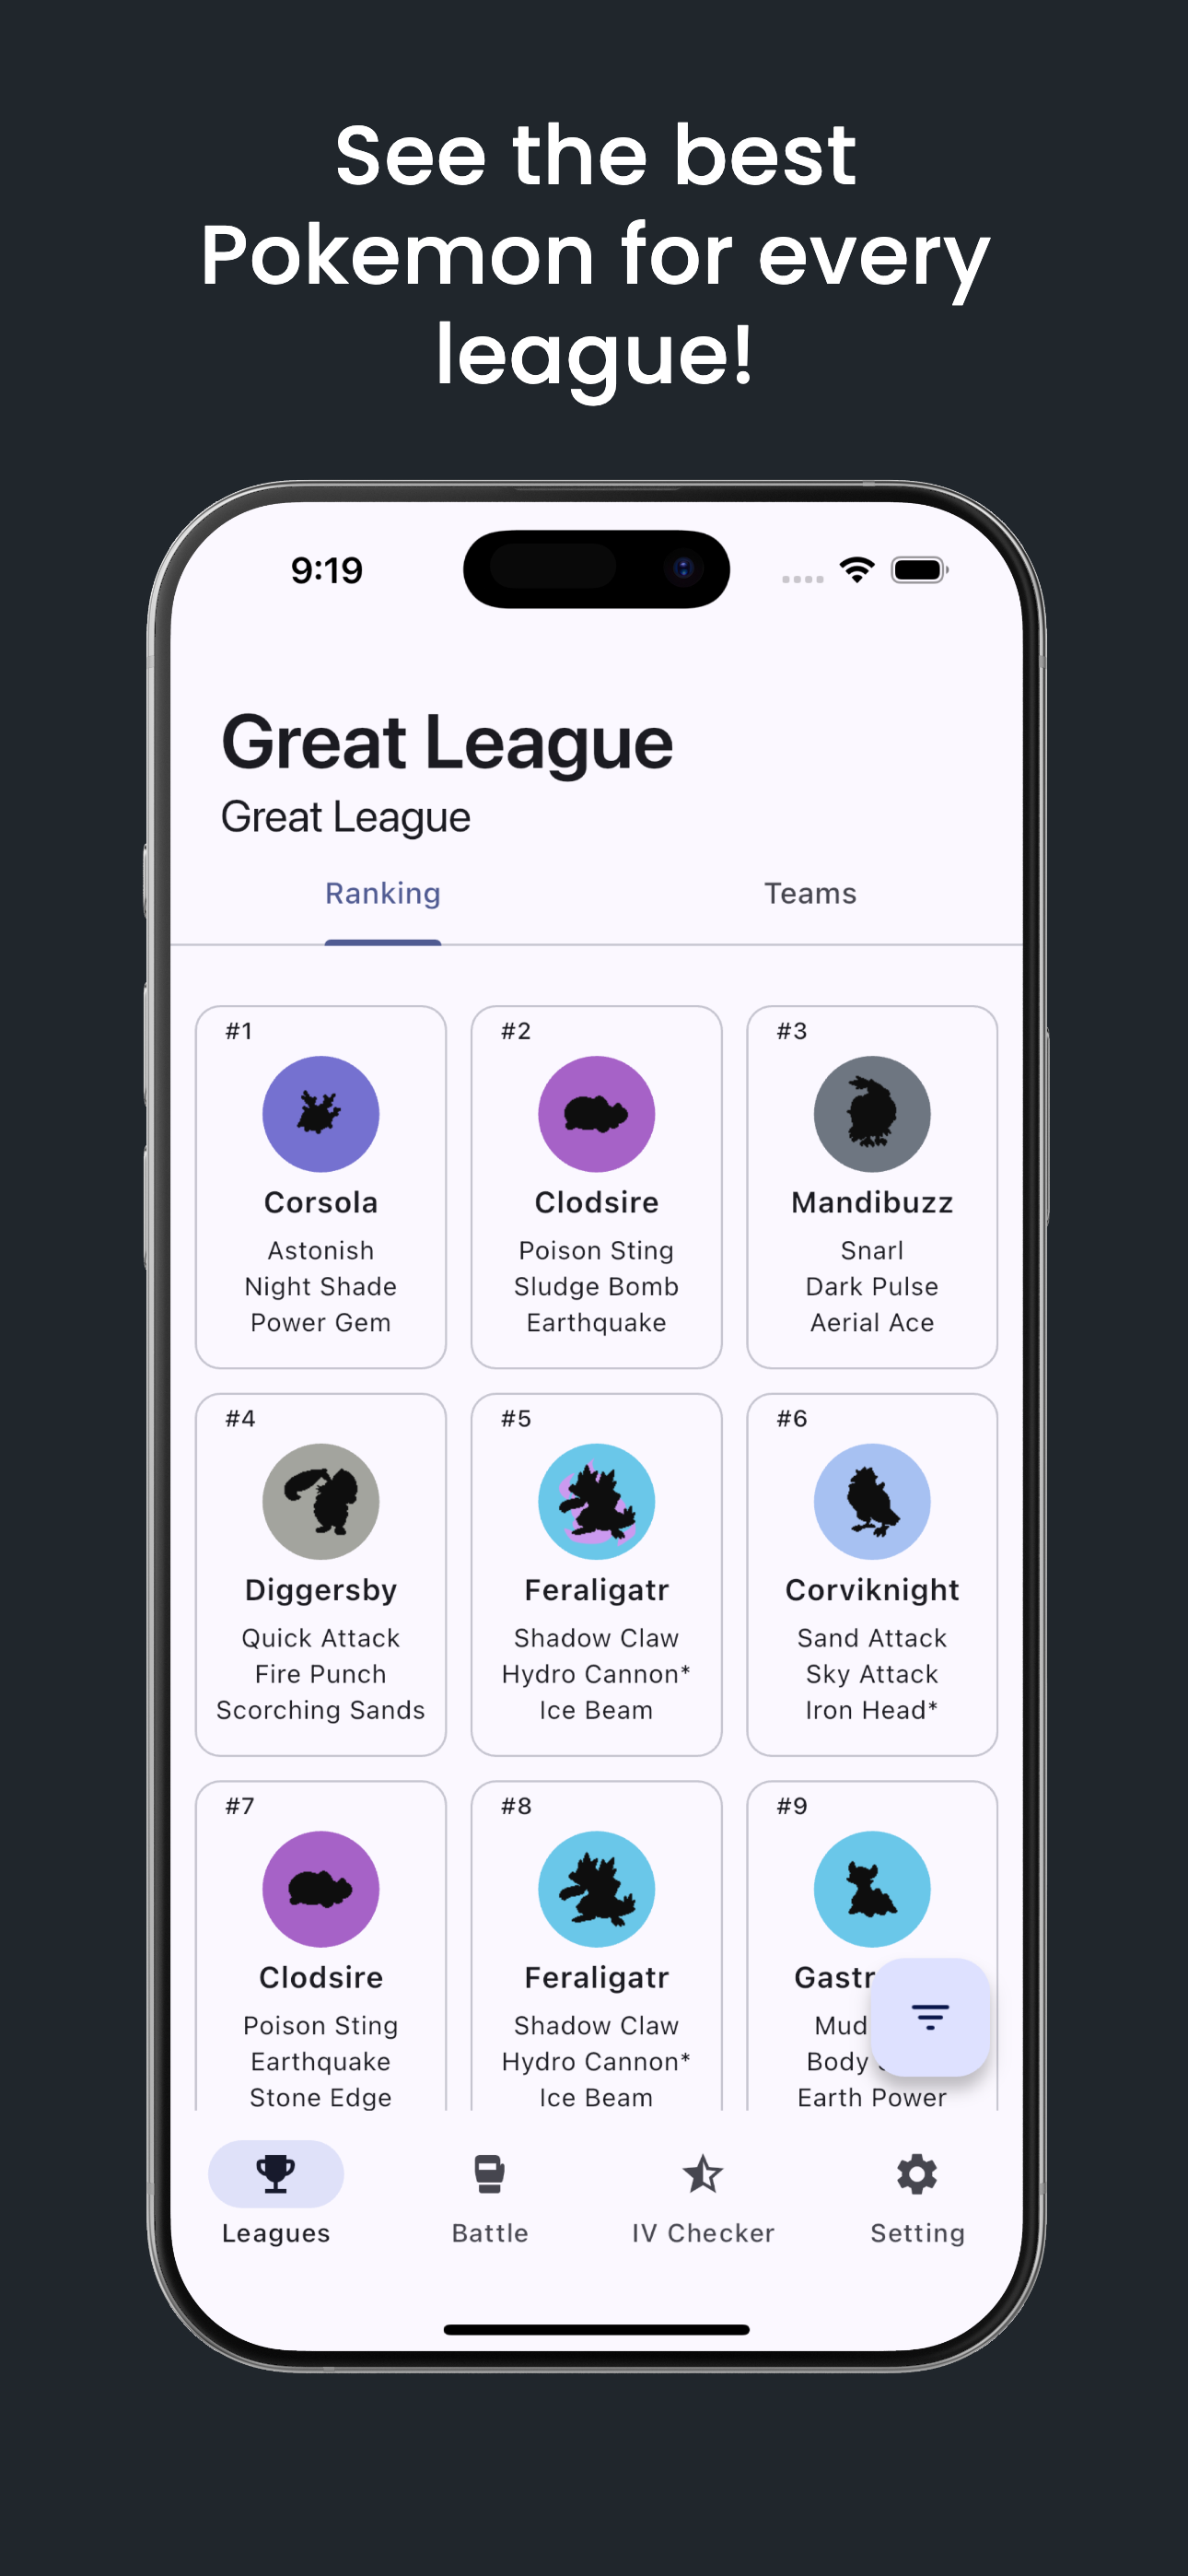 See the best
Pokemon for every
league!
9:19
Great League
Great League
Ranking
Teams
#1
Corsola
Astonish
Night Shade
Power Gem
#2
Clodsire
Poison Sting
Sludge Bomb
Earthquake
#3
Mandibuzz
Snarl
Dark Pulse
Aerial Ace
#4
Diggersby
Quick Attack
Fire Punch
Scorching Sands
#5
Feraligatr
Shadow Claw
Hydro Cannon*
Ice Beam
#6
Corviknight
Sand Attack
Sky Attack
Iron Head*
#7
Clodsire
Poison Sting
Earthquake
Stone Edge
#8
Feraligatr
Shadow Claw
Hydro Cannon*
Ice Beam
#9
Mud
Body
Earth Power
Leagues
Battle
IV Checker
Setting